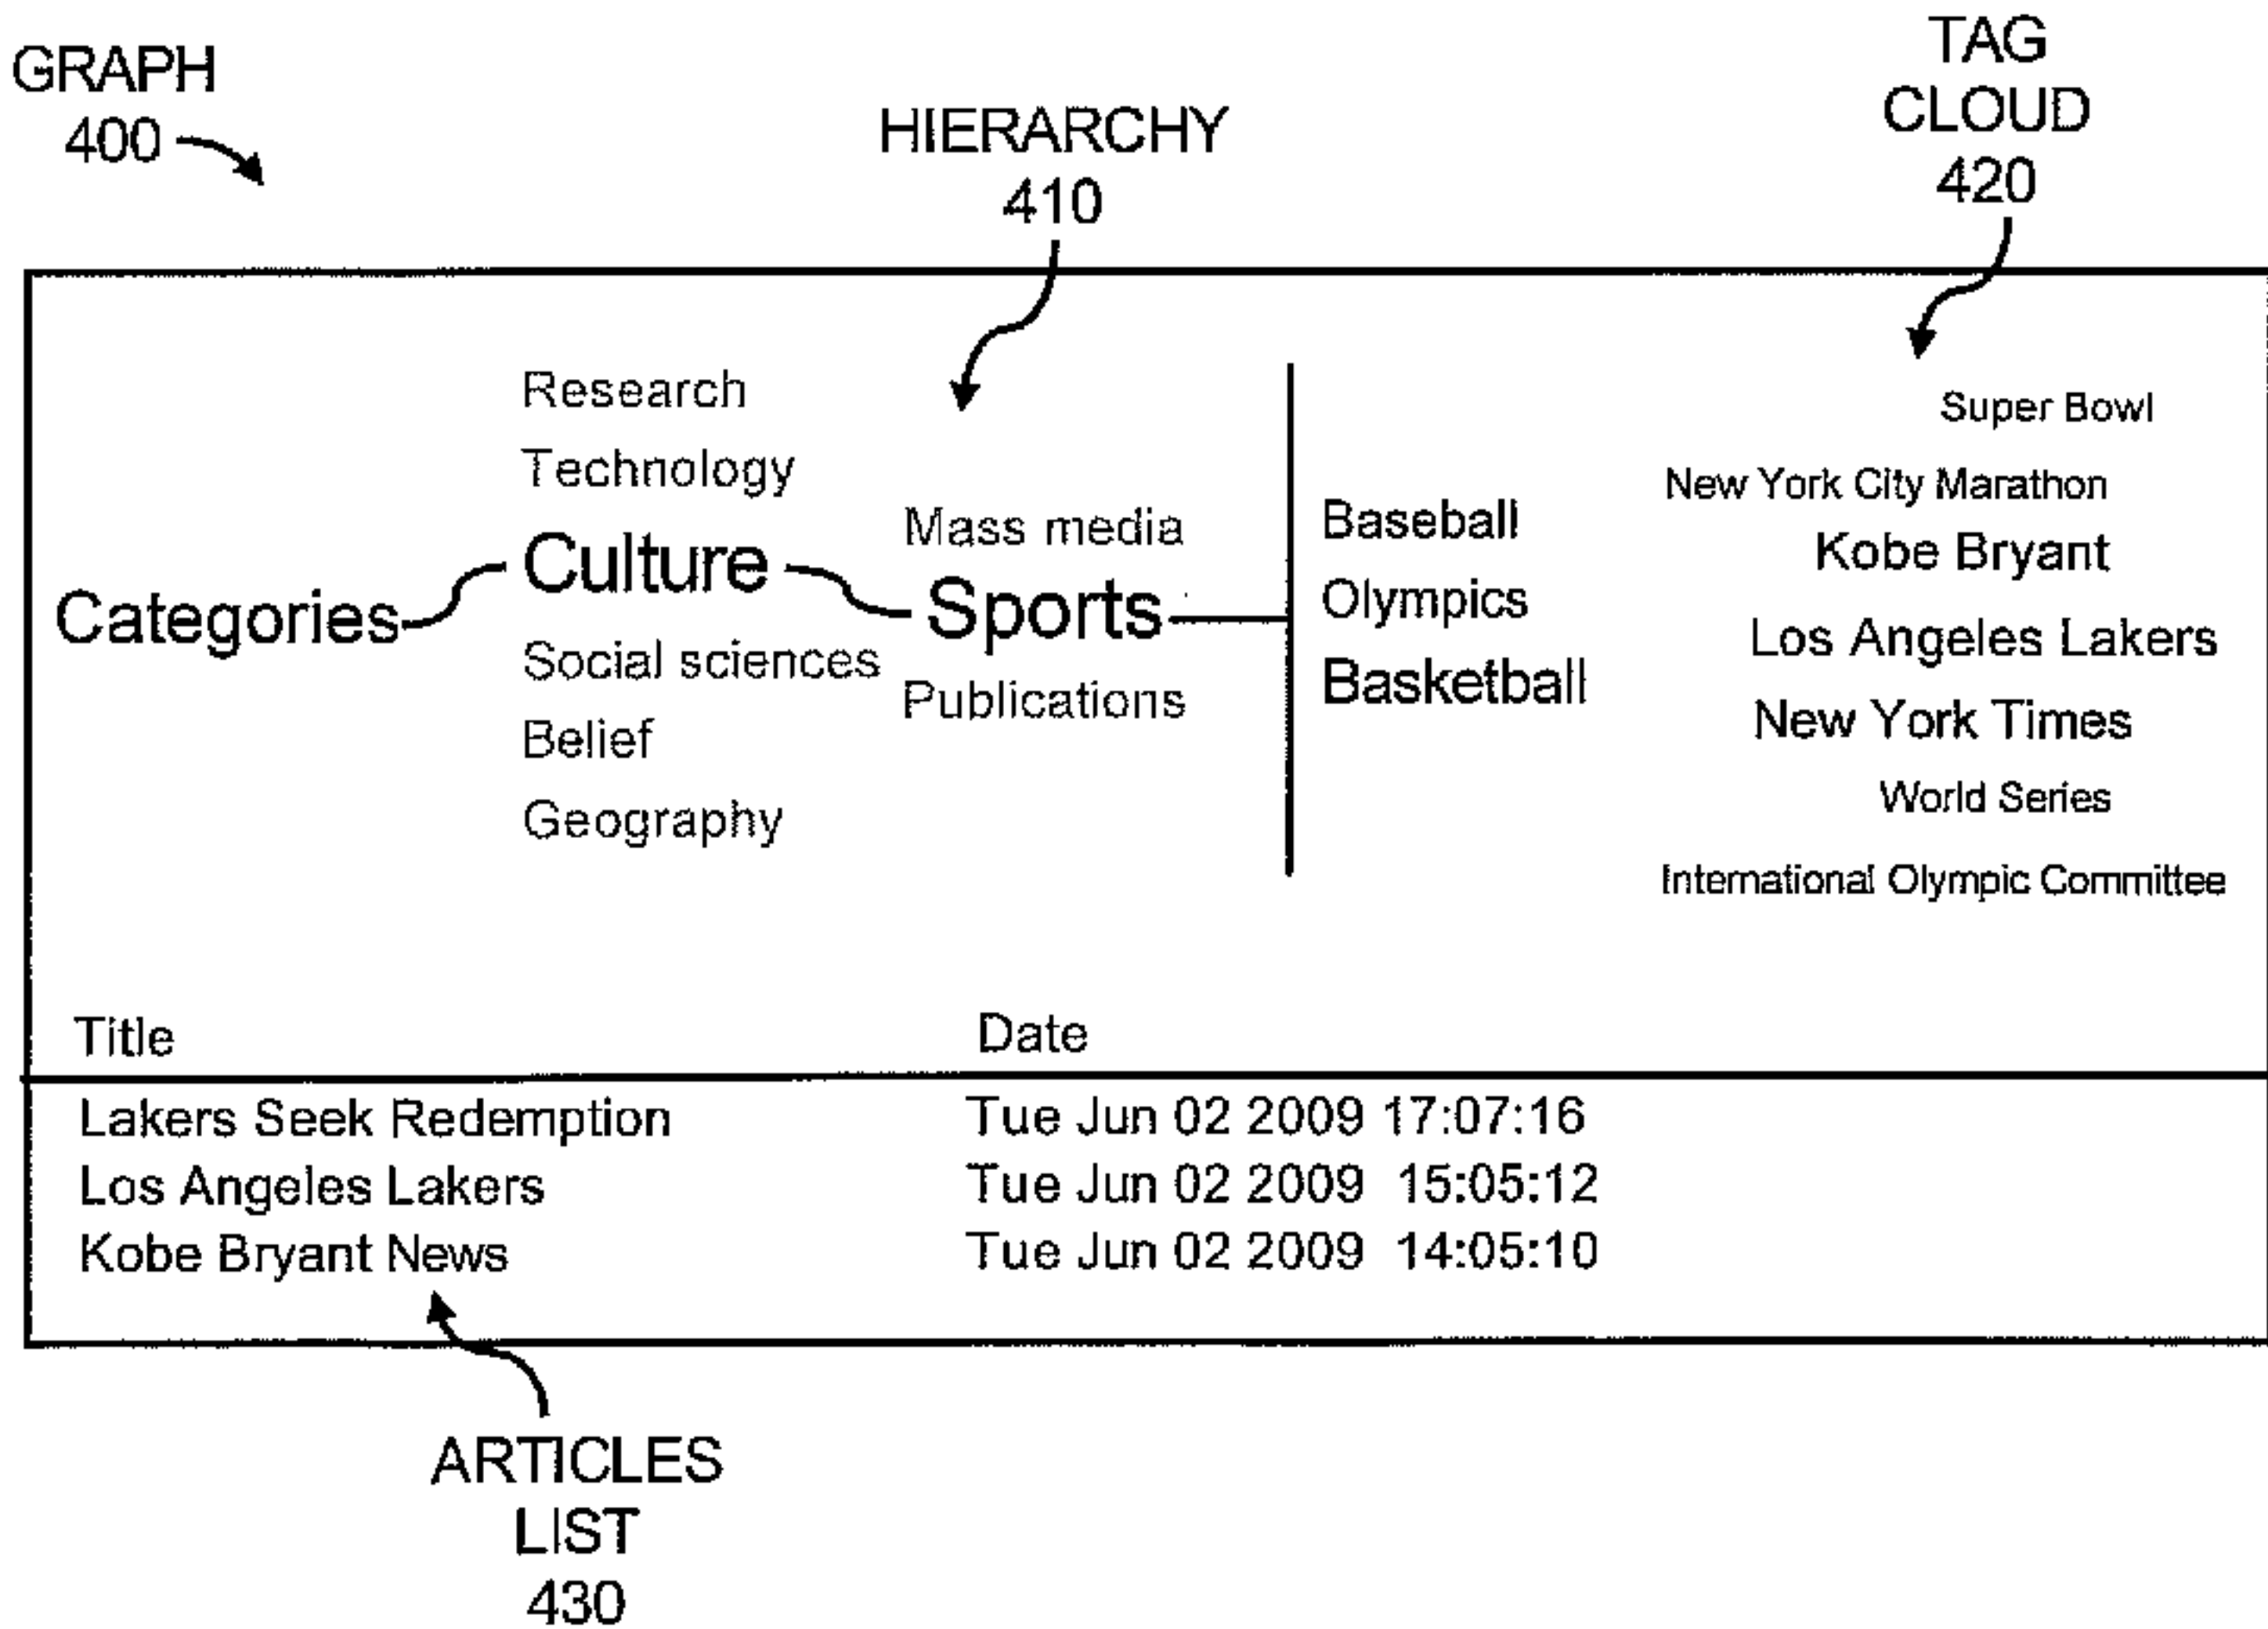 GRAPH
400
HIERARCHY
410
TAG
CLOUD
420
Categories
Research
Technology
Culture
Social sciences
Belief
Geography
Mass media
Sports
Publications
Baseball
Olympics
Basketball
Super Bowl
New York City Marathon
Kobe Bryant
Los Angeles Lakers
New York Times
World Series
International Olympic Committee
Title Date
Lakers Seek Redemption Tue Jun 02 2009 17:07:16
Los Angeles Lakers Tue Jun 02 2009 15:05:12
Kobe Bryant News Tue Jun 02 2009 14:05:10
ARTICLES
LIST
430